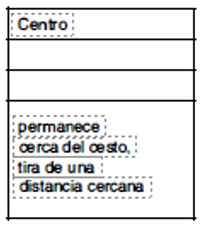 Centro
permanece
cerca del cesto,
tira de una
distancia cercana